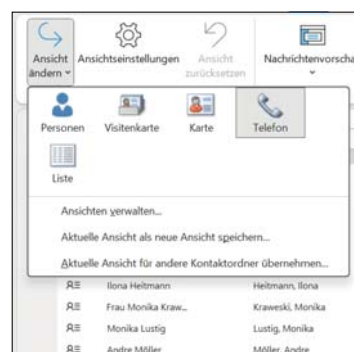 Ansicht ändern
Ansichtseinstellungen
Ansicht zurücksetzen
Nachrichtenvorscha
Personen
Visitenkarte
Karte
Telefon
Liste
Ansichten verwalten...
Aktuelle Ansicht als neue Ansicht speichern...
Aktuelle Ansicht für andere Kontaktordner übernehmen...
Ilona Heitmann Heitmann, Ilona
Frau Monika Kraw... Kraweski, Monika
Monika Lustig Lustig, Monika
Andre Möller Möller, Andre